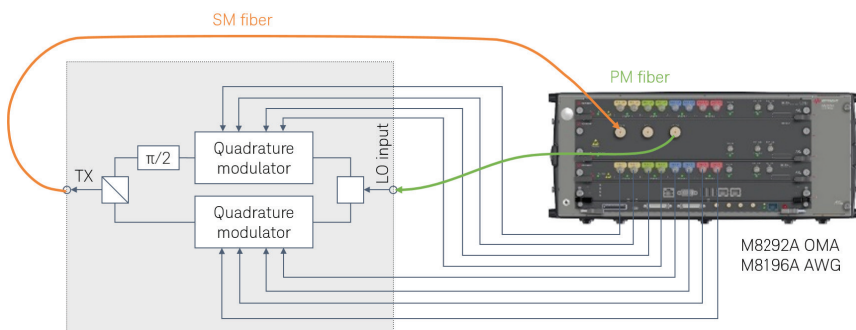 SM fiber
PM fiber
Quadrature
modulator
π/2
TX
LO input
Quadrature
modulator
M8292A OMA
M8196A AWG